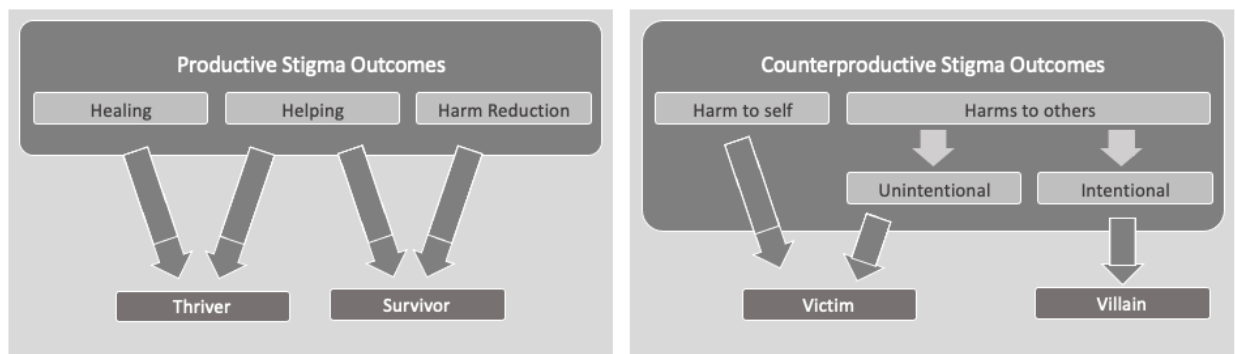 Productive Stigma Outcomes
Healing
Helping
Harm Reduction
Thriver
Survivor
Counterproductive Stigma Outcomes
Harm to self
Harms to others
Unintentional
Intentional
Victim
Villain